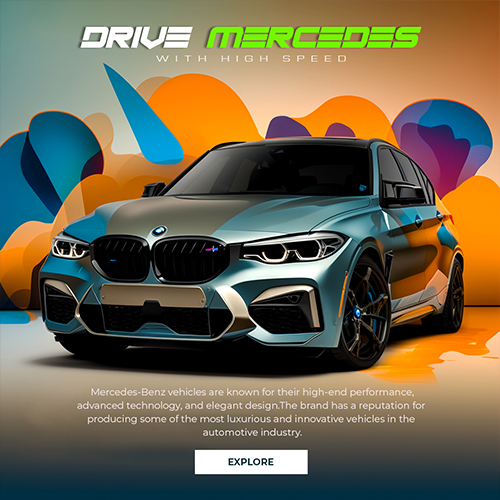 DRIVE MERCEDES
WITH HIGH SPEED
Mercedes-Benz vehicles are known for their high-end performance,
advanced technology, and elegant design.The brand has a reputation for
producing some of the most luxurious and innovative vehicles in the
automotive industry.
EXPLORE